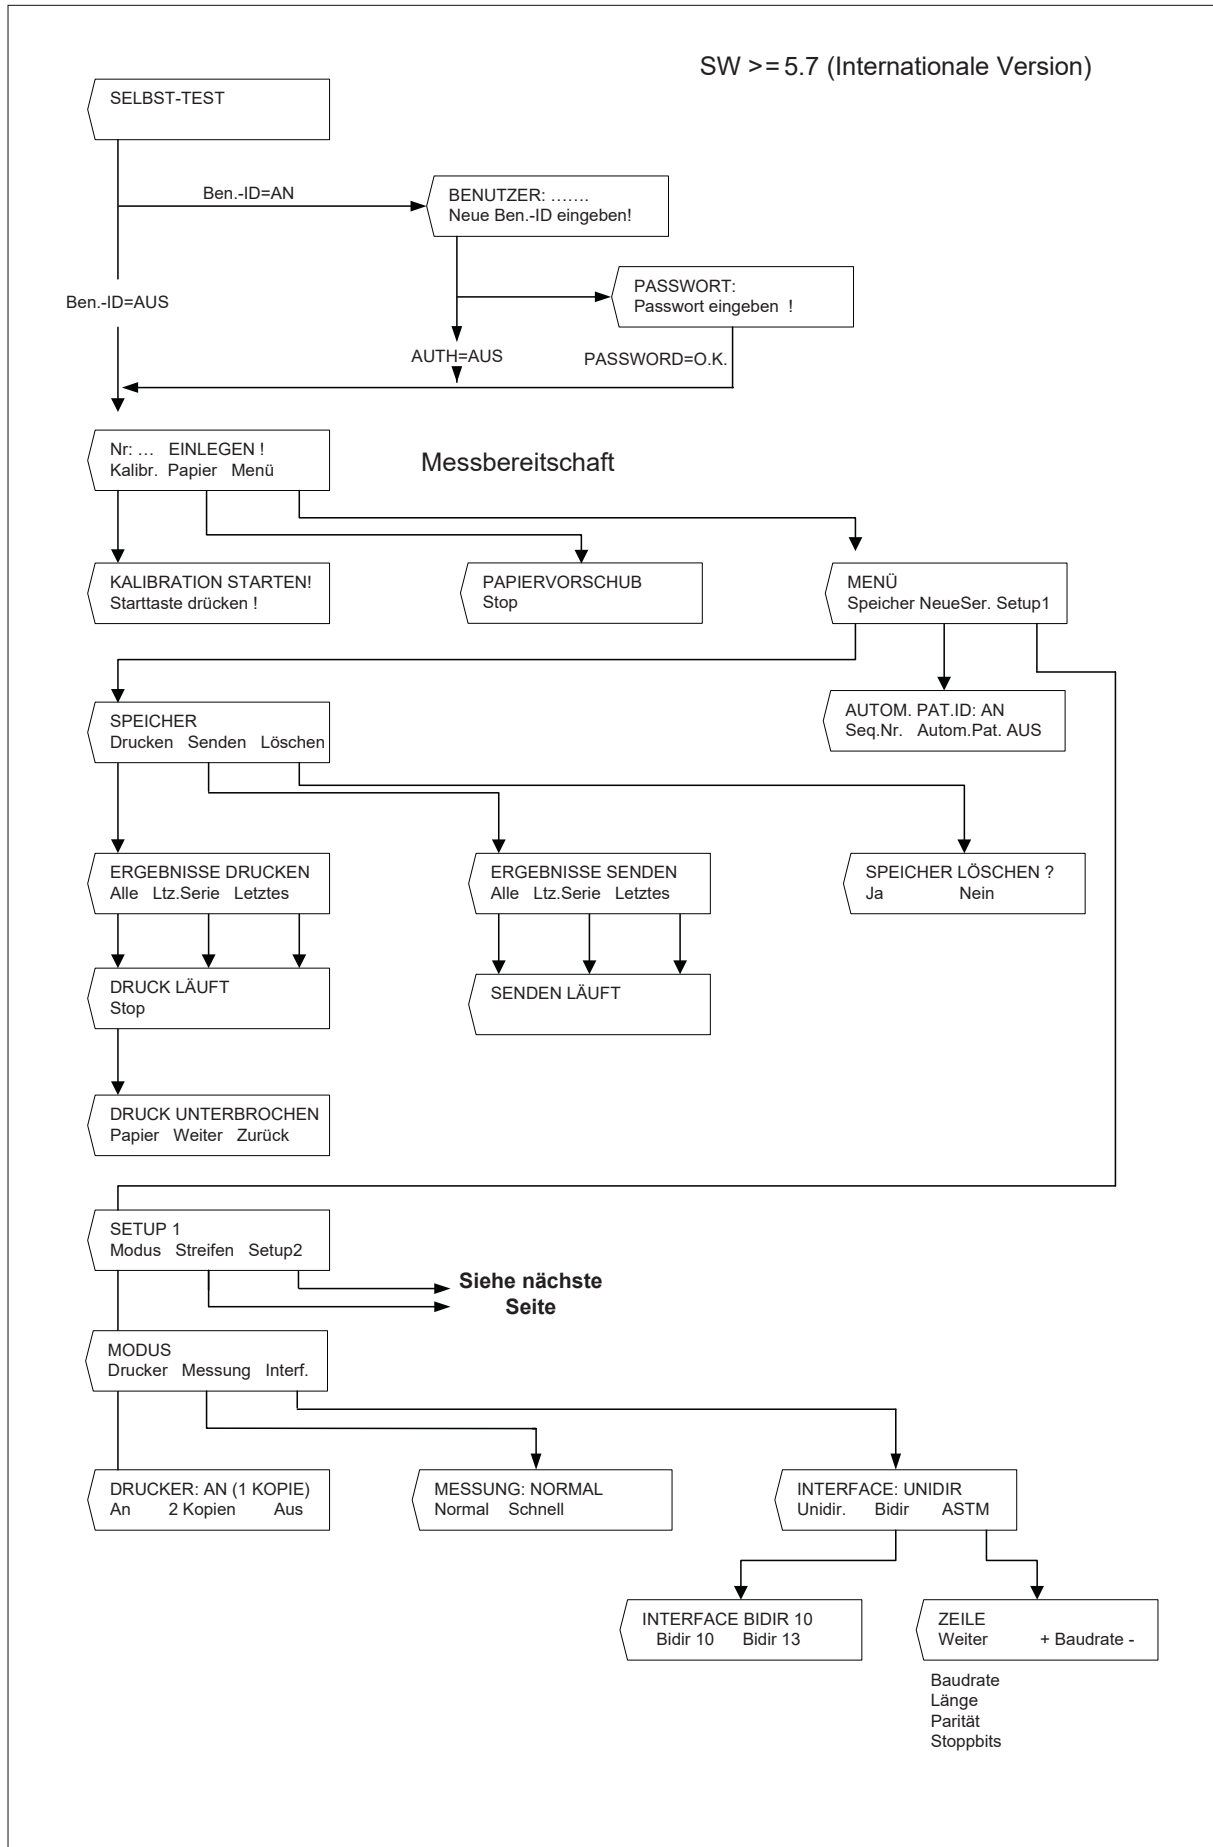 SW >= 5.7 (Internationale Version)
SELBST-TEST
Ben.-ID=AN
BENUTZER: …….
Neue Ben.-ID eingeben!
Ben.-ID=AUS
PASSWORT:
Passwort eingeben !
AUTH=AUS
PASSWORD=O.K.
Nr: … EINLEGEN !
Kalibr. Papier Menü
Messbereitschaft
KALIBRATION STARTEN!
Starttaste drücken !
PAPIERVORSCHUB
Stop
MENÜ
Speicher NeueSer. Setup1
SPEICHER
Drucken Senden Löschen
AUTOM. PAT.ID: AN
Seq.Nr. Autom.Pat. AUS
ERGEBNISSE DRUCKEN
Alle Ltz.Serie Letztes
ERGEBNISSE SENDEN
Alle Ltz.Serie Letztes
SPEICHER LÖSCHEN ?
Ja Nein
DRUCK LÄUFT
Stop
SENDEN LÄUFT
DRUCK UNTERBROCHEN
Papier Weiter Zurück
SETUP 1
Modus Streifen Setup2
Siehe nächste
Seite
MODUS
Drucker Messung Interf.
DRUCKER: AN (1 KOPIE)
An 2 Kopien Aus
MESSUNG: NORMAL
Normal Schnell
INTERFACE: UNIDIR
Unidir. Bidir ASTM
INTERFACE BIDIR 10
Bidir 10 Bidir 13
ZEILE
Weiter + Baudrate -
Baudrate
Länge
Parität
Stoppbits